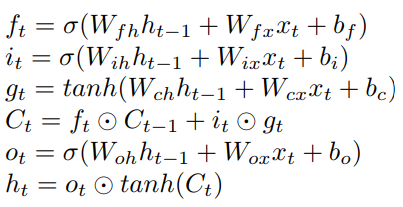 f_t = σ(W_{fh}h_{t−1} + W_{fx}x_t + b_f)
i_t = σ(W_{ih}h_{t−1} + W_{ix}x_t + b_i)
g_t = tanh(W_{ch}h_{t−1} + W_{cx}x_t + b_c)
C_t = f_t ⊙ C_{t−1} + i_t ⊙ g_t
o_t = σ(W_{oh}h_{t−1} + W_{ox}x_t + b_o)
h_t = o_t ⊙ tanh(C_t)